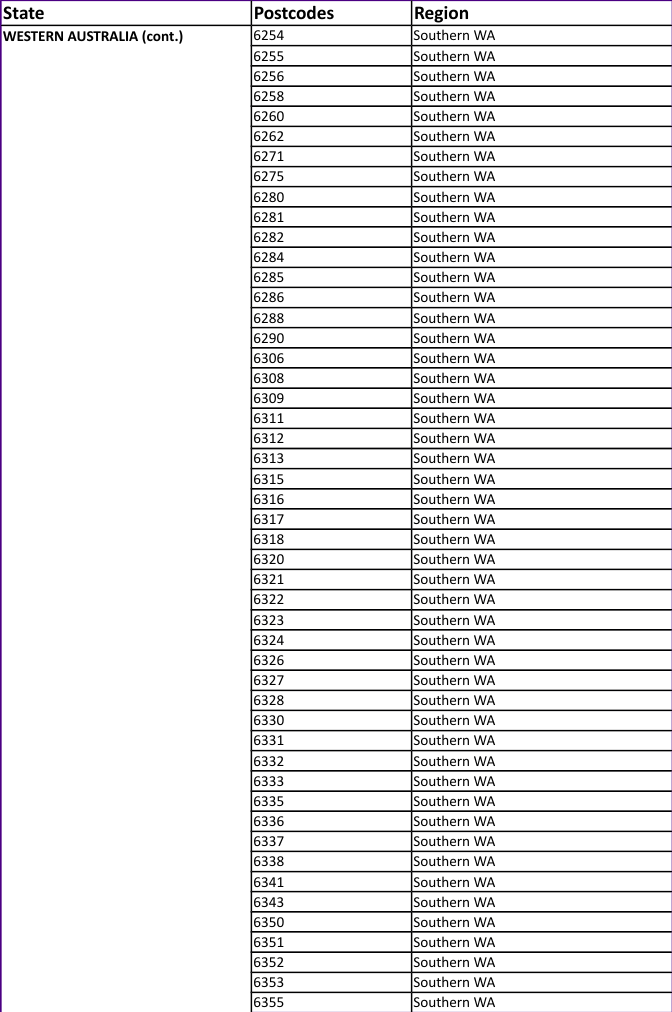 State Postcodes Region
WESTERN AUSTRALIA (cont.) 6254 Southern WA
6255 Southern WA
6256 Southern WA
6258 Southern WA
6260 Southern WA
6262 Southern WA
6271 Southern WA
6275 Southern WA
6280 Southern WA
6281 Southern WA
6282 Southern WA
6284 Southern WA
6285 Southern WA
6286 Southern WA
6288 Southern WA
6290 Southern WA
6306 Southern WA
6308 Southern WA
6309 Southern WA
6311 Southern WA
6312 Southern WA
6313 Southern WA
6315 Southern WA
6316 Southern WA
6317 Southern WA
6318 Southern WA
6320 Southern WA
6321 Southern WA
6322 Southern WA
6323 Southern WA
6324 Southern WA
6326 Southern WA
6327 Southern WA
6328 Southern WA
6330 Southern WA
6331 Southern WA
6332 Southern WA
6333 Southern WA
6335 Southern WA
6336 Southern WA
6337 Southern WA
6338 Southern WA
6341 Southern WA
6343 Southern WA
6350 Southern WA
6351 Southern WA
6352 Southern WA
6353 Southern WA
6355 Southern WA